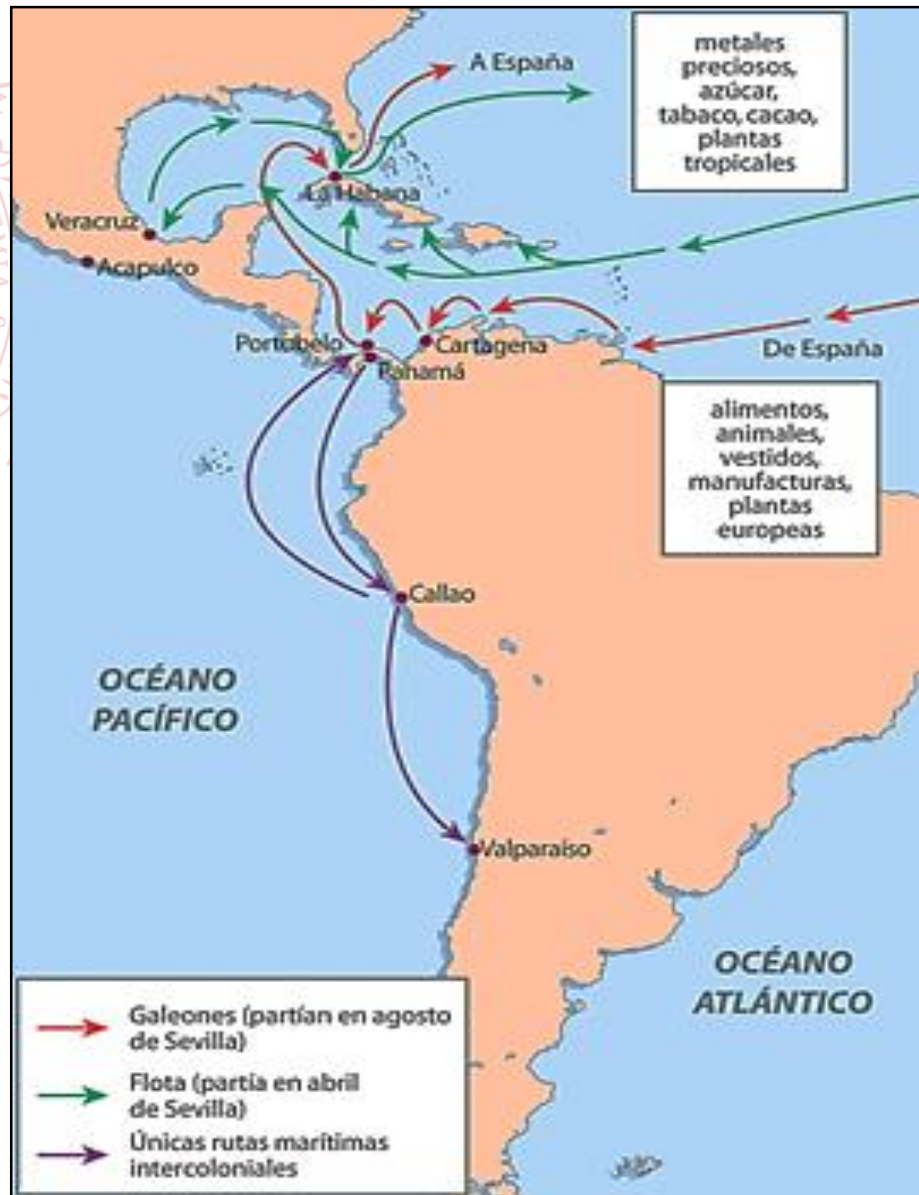 A España
metales
preciosos,
azúcar,
tabaco, cacao,
plantas
tropicales
La Habana
Veracruz
Acapulco
Portobelo
Cartagena
Panamá
De España
alimentos,
animales,
vestidos,
manufacturas,
plantas
europeas
Callao
OCÉANO
PACÍFICO
Valparaíso
OCÉANO
ATLÁNTICO
Galeones (partían en agosto
de Sevilla)
Flota (partía en abril
de Sevilla)
Únicas rutas marítimas
intercoloniales